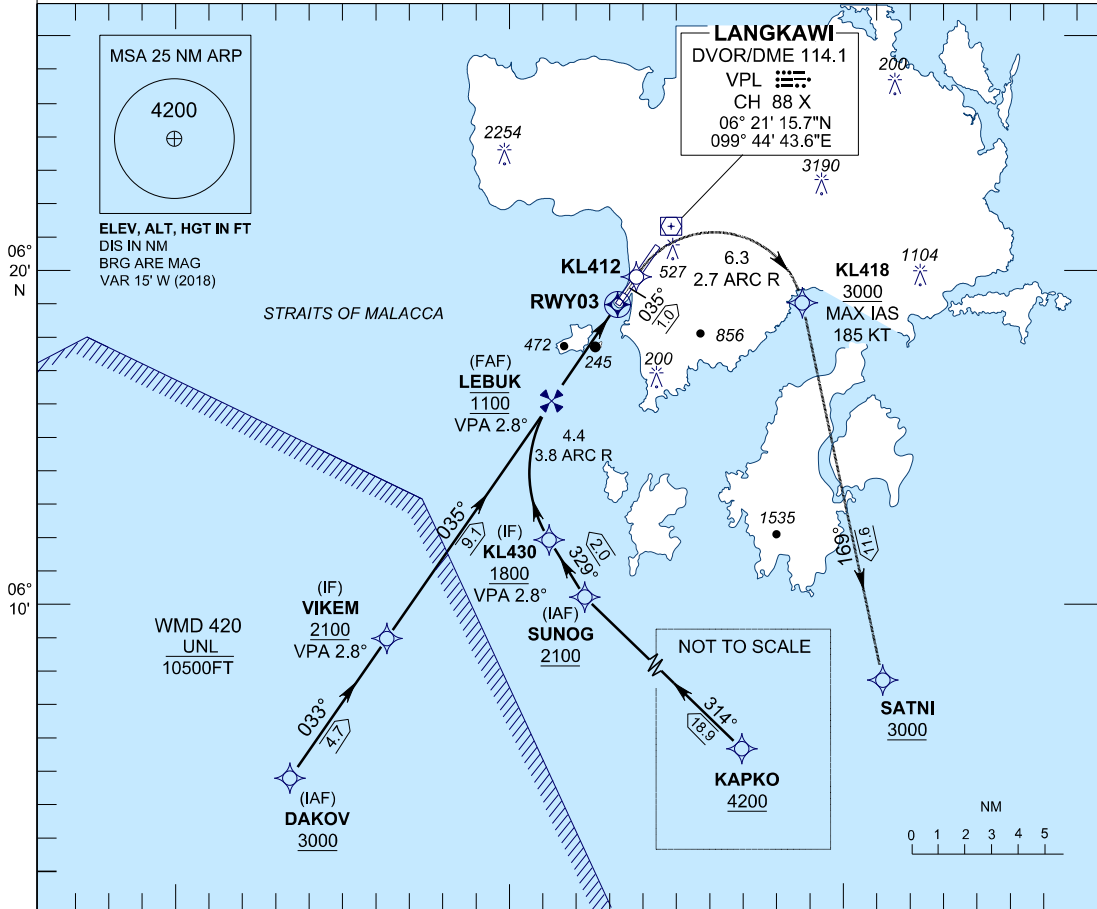 MSA 25 NM ARP
4200
ELEV, ALT, HGT IN FT
DIS IN NM
BRG ARE MAG
VAR 15' W (2018)
LANGKAWI
DVOR/DME 114.1
VPL
CH 88 X
06° 21' 15.7"N
099° 44' 43.6"E
200
2254
3190
1104
06°
20'
N
STRAITS OF MALACCA
KL412
RWY03
527
6.3
2.7 ARC R
KL418
3000
MAX IAS
185 KT
035°
1.0
472
245
856
200
(FAF)
LEBUK
1100
VPA 2.8°
4.4
3.8 ARC R
035°
9.1
(IF)
KL430
1800
VPA 2.8°
2.0
329°
1535
169°
11.6
06°
10'
(IF)
VIKEM
2100
VPA 2.8°
(IAF)
SUNOG
2100
WMD 420
UNL
10500FT
NOT TO SCALE
033°
4.7
314°
18.9
SATNI
3000
KAPKO
4200
(IAF)
DAKOV
3000
NM
0 1 2 3 4 5